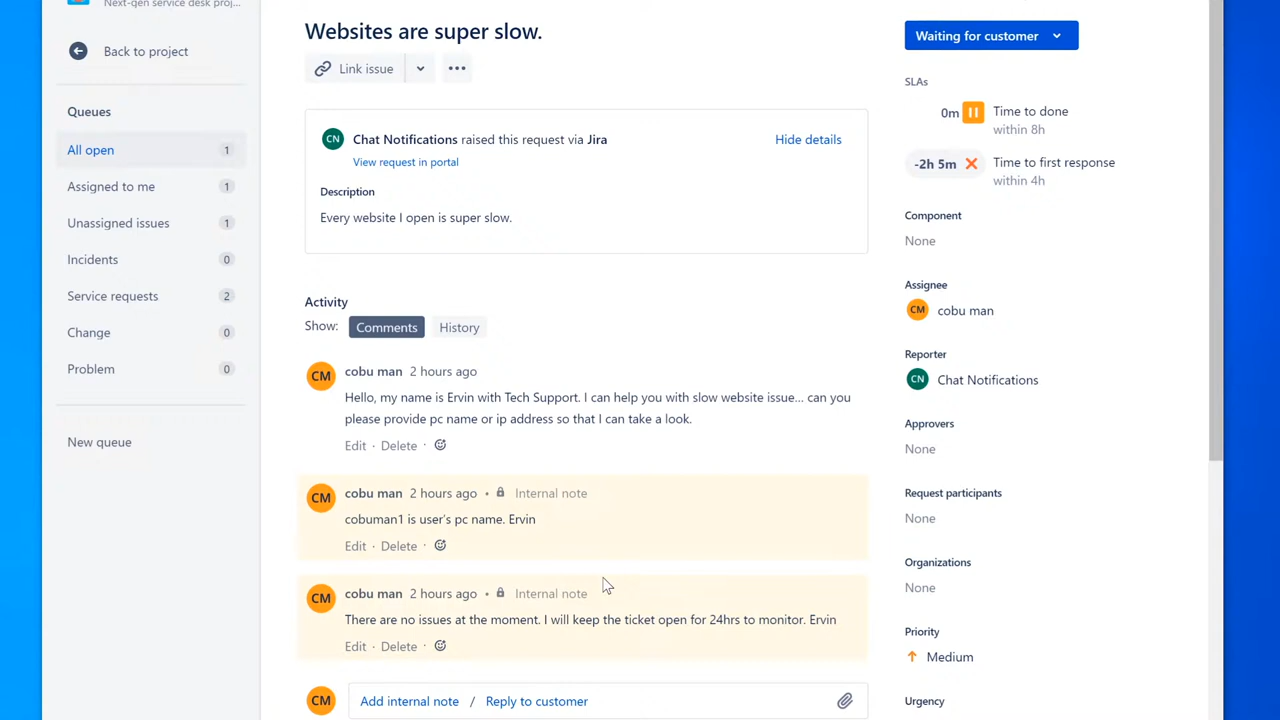 Next-gen service desk proj...
Back to project
Queues
All open 1
Assigned to me 1
Unassigned issues 1
Incidents 0
Service requests 2
Change 0
Problem 0
New queue
Websites are super slow.
Link issue
CN Chat Notifications raised this request via Jira Hide details
View request in portal
Description
Every website I open is super slow.
Activity
Show: Comments History
CM cobu man 2 hours ago
Hello, my name is Ervin with Tech Support. I can help you with slow website issue... can you
please provide pc name or ip address so that I can take a look.
Edit · Delete ·
CM cobu man 2 hours ago • Internal note
cobuman1 is user's pc name. Ervin
Edit · Delete ·
CM cobu man 2 hours ago • Internal note
There are no issues at the moment. I will keep the ticket open for 24hrs to monitor. Ervin
Edit · Delete ·
CM Add internal note / Reply to customer
Waiting for customer
SLAs
0m Time to done
within 8h
-2h 5m Time to first response
within 4h
Component
None
Assignee
CM cobu man
Reporter
CN Chat Notifications
Approvers
None
Request participants
None
Organizations
None
Priority
Medium
Urgency